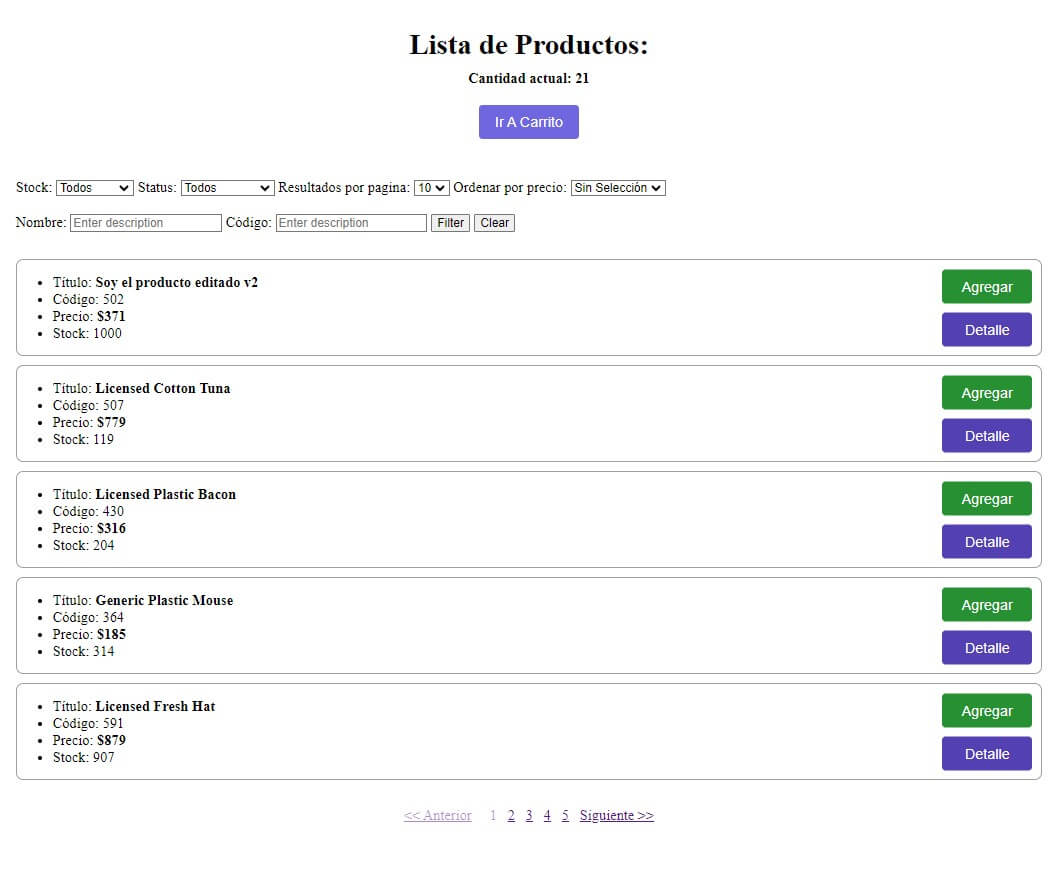 Lista de Productos:
Cantidad actual: 21
Ir A Carrito
Stock: Todos Status: Todos Resultados por pagina: 10 Ordenar por precio: Sin Selección
Nombre: Enter description Código: Enter description Filter Clear
Título: Soy el producto editado v2
Código: 502
Precio: $371
Stock: 1000
Agregar
Detalle
Título: Licensed Cotton Tuna
Código: 507
Precio: $779
Stock: 119
Agregar
Detalle
Título: Licensed Plastic Bacon
Código: 430
Precio: $316
Stock: 204
Agregar
Detalle
Título: Generic Plastic Mouse
Código: 364
Precio: $185
Stock: 314
Agregar
Detalle
Título: Licensed Fresh Hat
Código: 591
Precio: $879
Stock: 907
Agregar
Detalle
<< Anterior 1 2 3 4 5 Siguiente >>